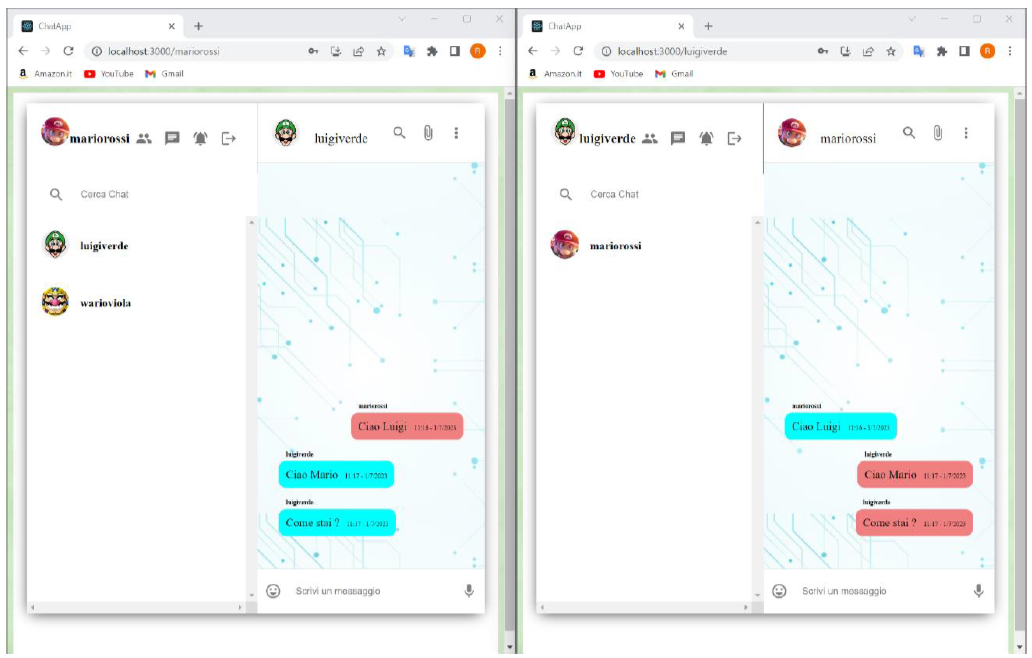 ChatApp
localhost:3000/mariorossi
Amazon.it YouTube Gmail
mariorossi
luigiverde
Cerca Chat
luigiverde
warioviola
mariorossi
Ciao Luigi 11:16 - 1/7/2023
luigiverde
Ciao Mario 11:17 - 1/7/2023
luigiverde
Come stai ? 11:17 - 1/7/2023
Scrivi un messaggio
ChatApp
localhost:3000/luigiverde
Amazon.it YouTube Gmail
luigiverde
mariorossi
Cerca Chat
mariorossi
mariorossi
Ciao Luigi 11:16 - 1/7/2023
luigiverde
Ciao Mario 11:17 - 1/7/2023
luigiverde
Come stai ? 11:17 - 1/7/2023
Scrivi un messaggio